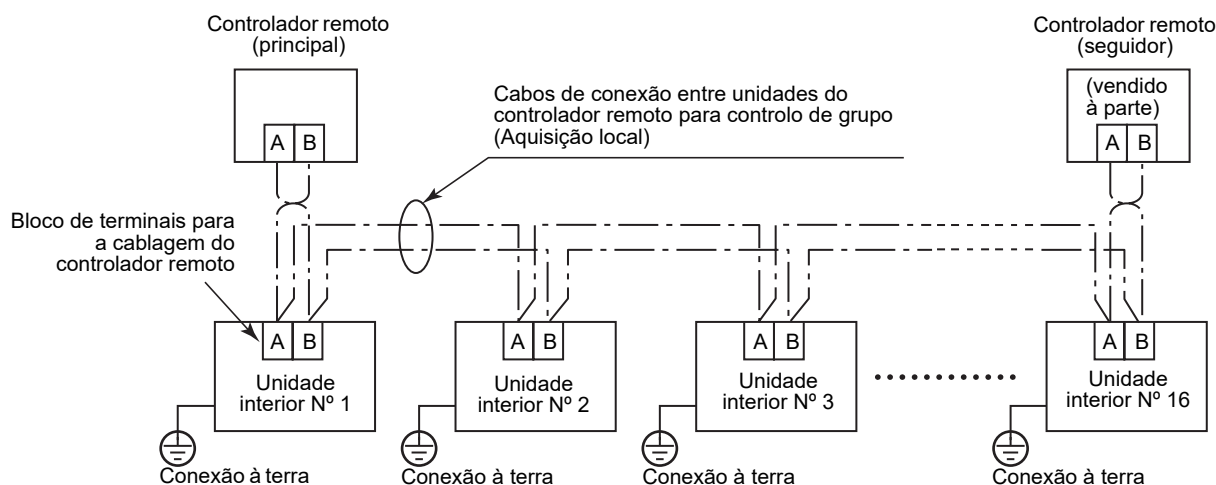 Controlador remoto
(principal)
Controlador remoto
(seguidor)
A B
Cabos de conexão entre unidades do
controlador remoto para controlo de grupo
(Aquisição local)
(vendido
à parte)
A B
Bloco de terminais para
a cablagem do
controlador remoto
A B
Unidade
interior Nº 1
A B
Unidade
interior Nº 2
A B
Unidade
interior Nº 3
A B
Unidade
interior Nº 16
Conexão à terra
Conexão à terra
Conexão à terra
Conexão à terra